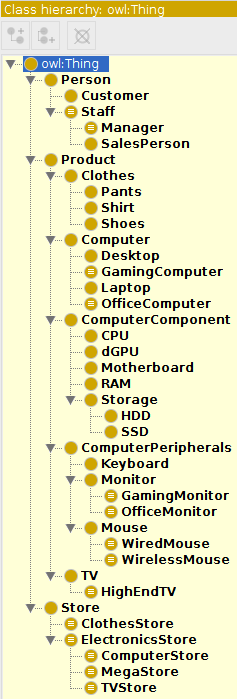 Class hierarchy: owl:Thing
owl:Thing
Person
Customer
Staff
Manager
SalesPerson
Product
Clothes
Pants
Shirt
Shoes
Computer
Desktop
GamingComputer
Laptop
OfficeComputer
ComputerComponent
CPU
dGPU
Motherboard
RAM
Storage
HDD
SSD
ComputerPeripherals
Keyboard
Monitor
GamingMonitor
OfficeMonitor
Mouse
WiredMouse
WirelessMouse
TV
HighEndTV
Store
ClothesStore
ElectronicsStore
ComputerStore
MegaStore
TVStore